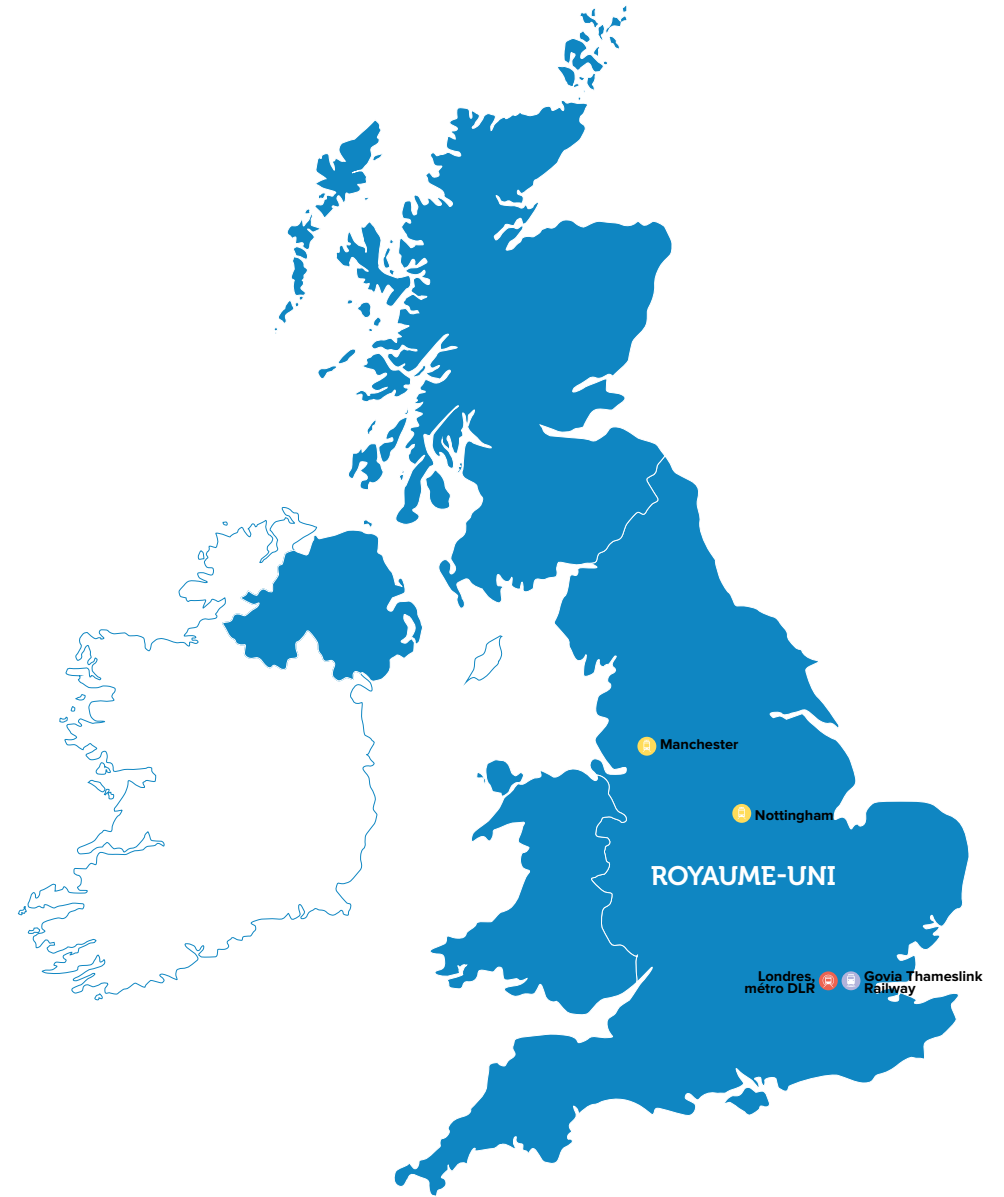 Manchester
Nottingham
ROYAUME-UNI
Londres,
métro DLR
Govia Thameslink
Railway